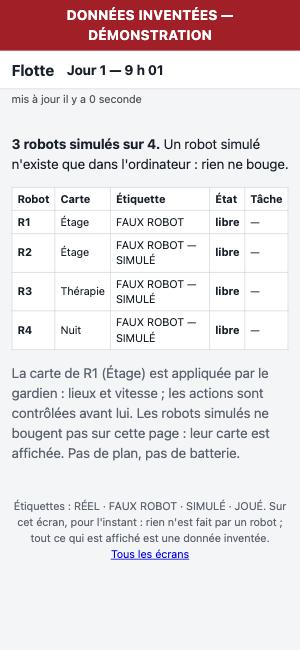 DONNÉES INVENTÉES —
DÉMONSTRATION
Flotte Jour 1 — 9 h 01
mis à jour il y a 0 seconde
3 robots simulés sur 4. Un robot simulé
n'existe que dans l'ordinateur : rien ne bouge.
Robot Carte Étiquette État Tâche
R1 Étage FAUX ROBOT libre —
R2 Étage FAUX ROBOT — SIMULÉ libre —
R3 Thérapie FAUX ROBOT — SIMULÉ libre —
R4 Nuit FAUX ROBOT — SIMULÉ libre —
La carte de R1 (Étage) est appliquée par le
gardien : lieux et vitesse ; les actions sont
contrôlées avant lui. Les robots simulés ne
bougent pas sur cette page : leur carte est
affichée. Pas de plan, pas de batterie.
Étiquettes : RÉEL · FAUX ROBOT · SIMULÉ · JOUÉ. Sur
cet écran, pour l'instant : rien n'est fait par un robot ;
tout ce qui est affiché est une donnée inventée.
Tous les écrans